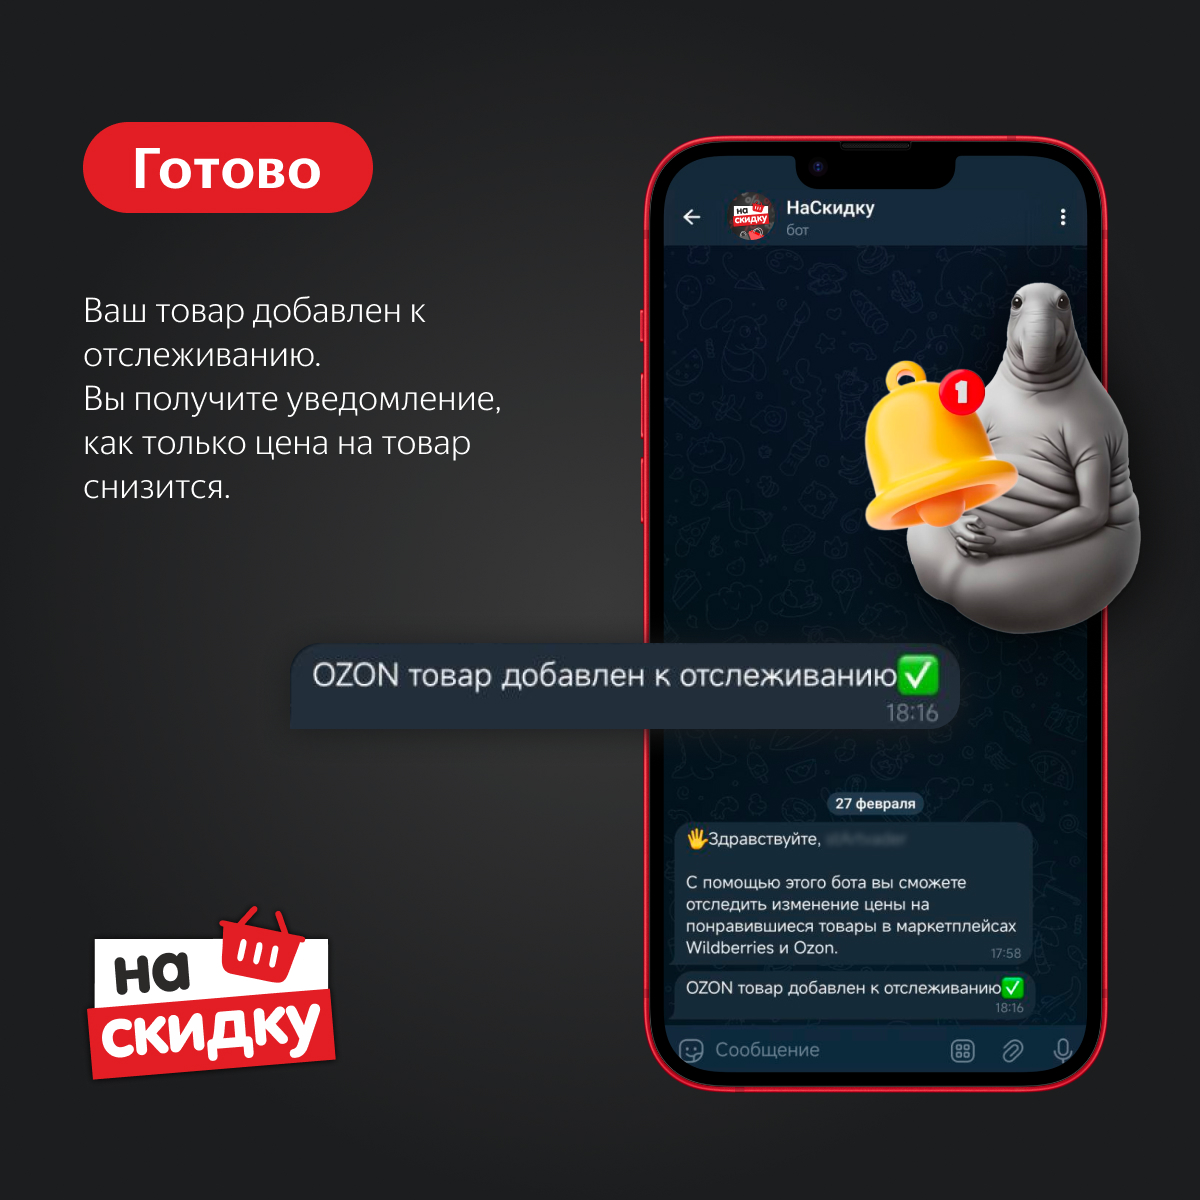 Готово
Ваш товар добавлен к
отслеживанию.
Вы получите уведомление,
как только цена на товар
снизится.
на
скидку
НаСкидку
бот
1
OZON товар добавлен к отслеживанию✅
18:16
27 февраля
🖐Здравствуйте,
С помощью этого бота вы сможете
отследить изменение цены на
понравившиеся товары в маркетплейсах
Wildberries и Ozon.
17:58
OZON товар добавлен к отслеживанию✅
18:16
Сообщение
на
скидку